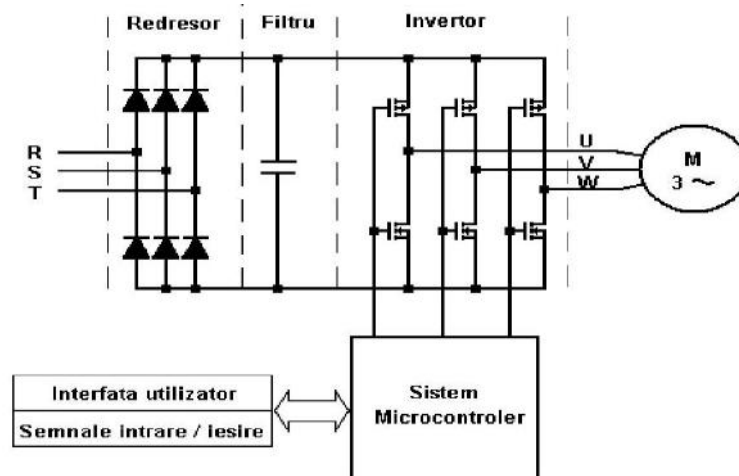 Redresor
Filtru
Invertor
R
S
T
U
V
W
M
3 ~
Interfata utilizator
Semnale intrare / iesire
Sistem
Microcontroler